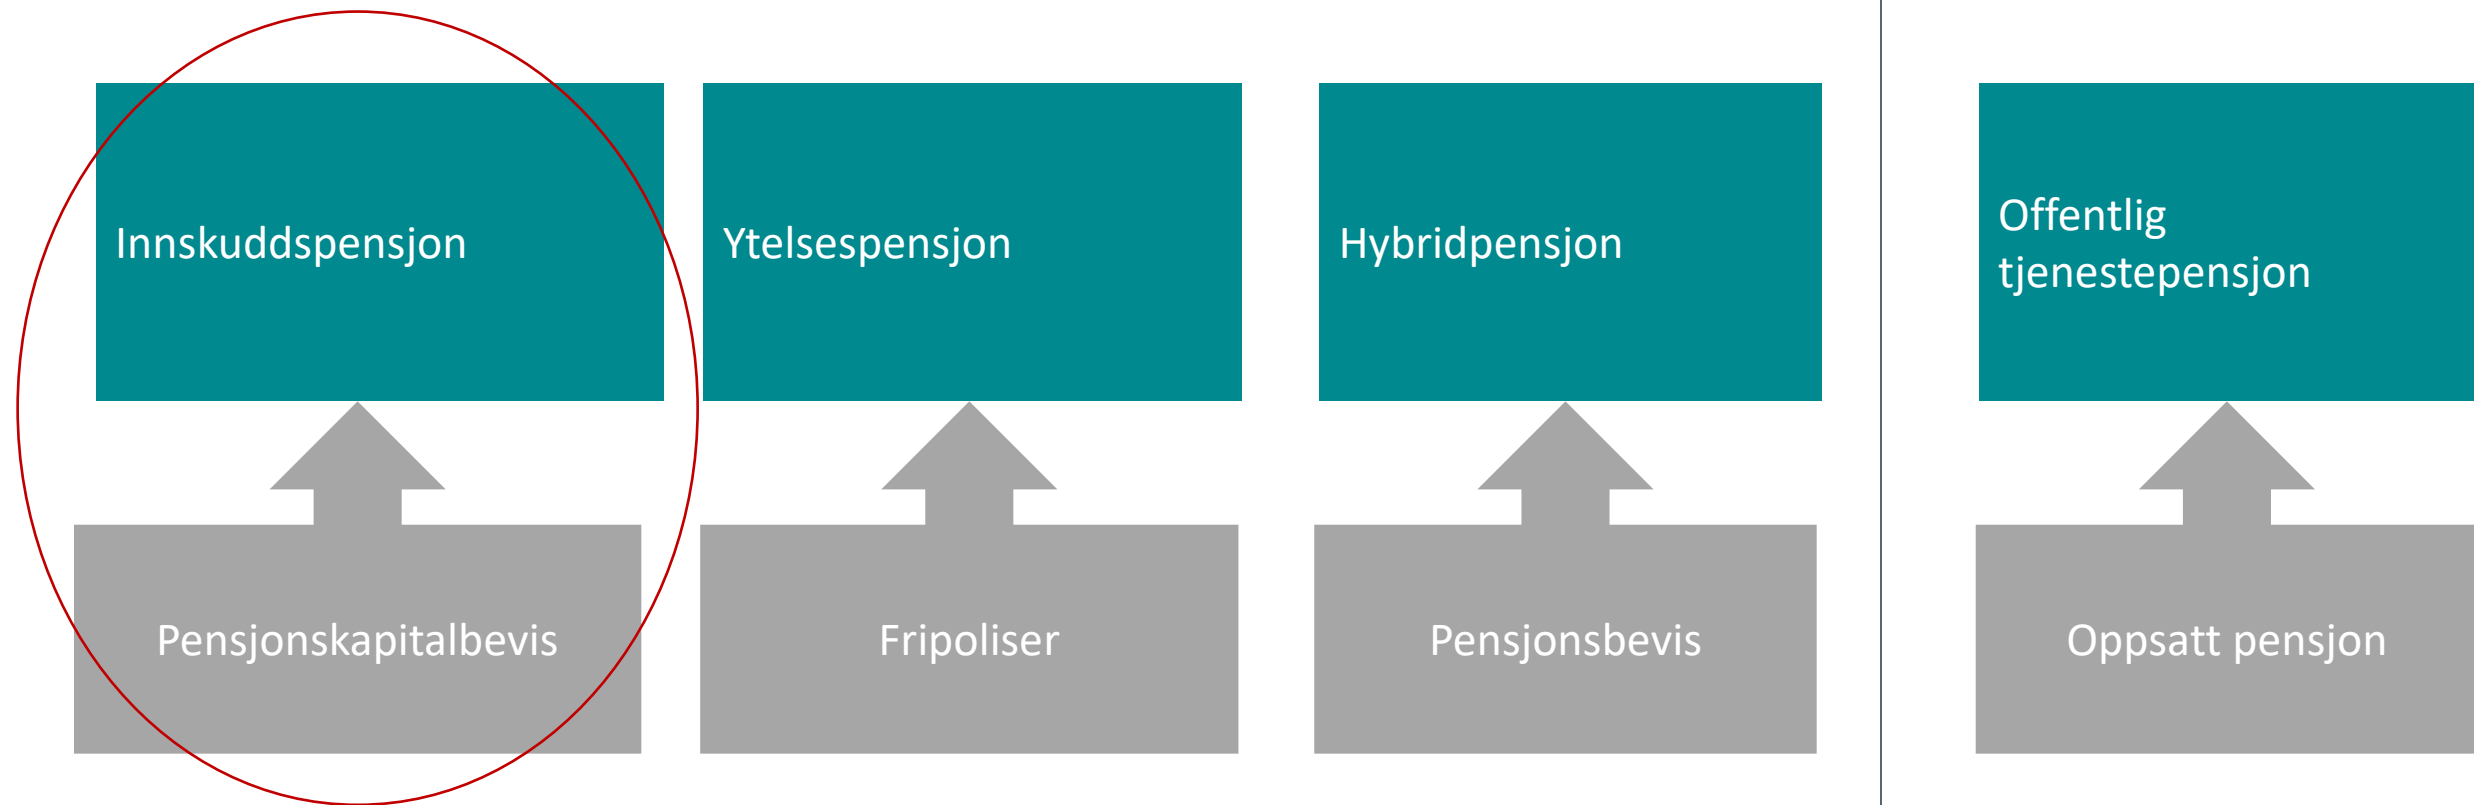 Innskuddspensjon
Ytelsespensjon
Hybridpensjon
Offentlig
tjenestepensjon
Pensjonskapitalbevis
Fripoliser
Pensjonsbevis
Oppsatt pensjon